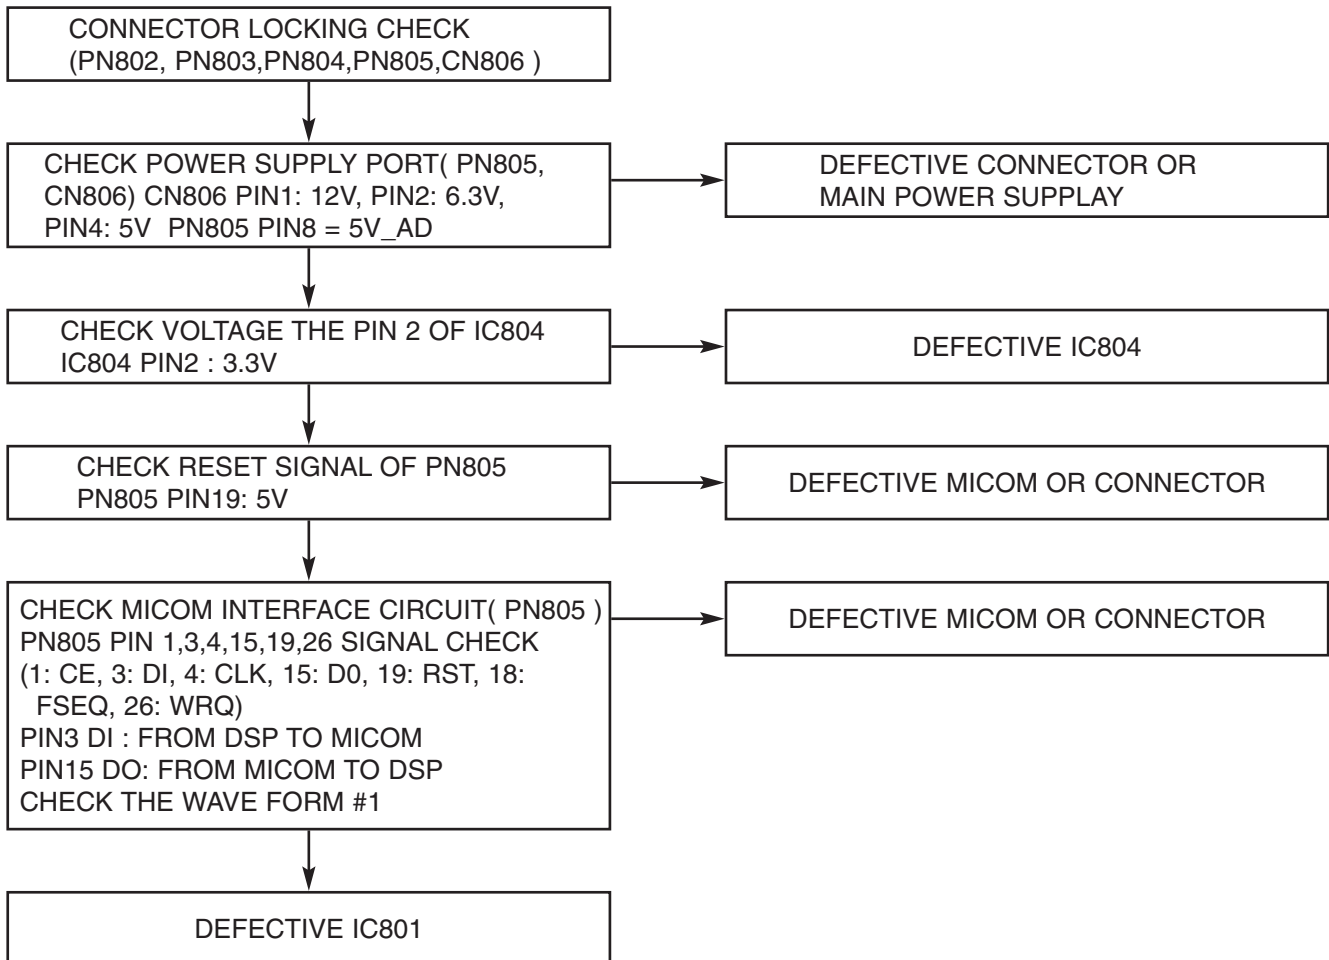 CONNECTOR LOCKING CHECK
(PN802, PN803,PN804,PN805,CN806 )
CHECK POWER SUPPLY PORT( PN805,
CN806) CN806 PIN1: 12V, PIN2: 6.3V,
PIN4: 5V  PN805 PIN8 = 5V_AD
DEFECTIVE CONNECTOR OR
MAIN POWER SUPPLAY
CHECK VOLTAGE THE PIN 2 OF IC804
IC804 PIN2 : 3.3V
DEFECTIVE IC804
CHECK RESET SIGNAL OF PN805
PN805 PIN19: 5V
DEFECTIVE MICOM OR CONNECTOR
CHECK MICOM INTERFACE CIRCUIT( PN805 )
PN805 PIN 1,3,4,15,19,26 SIGNAL CHECK
(1: CE, 3: DI, 4: CLK, 15: D0, 19: RST, 18:
FSEQ, 26: WRQ)
PIN3 DI : FROM DSP TO MICOM
PIN15 DO: FROM MICOM TO DSP
CHECK THE WAVE FORM #1
DEFECTIVE MICOM OR CONNECTOR
DEFECTIVE IC801